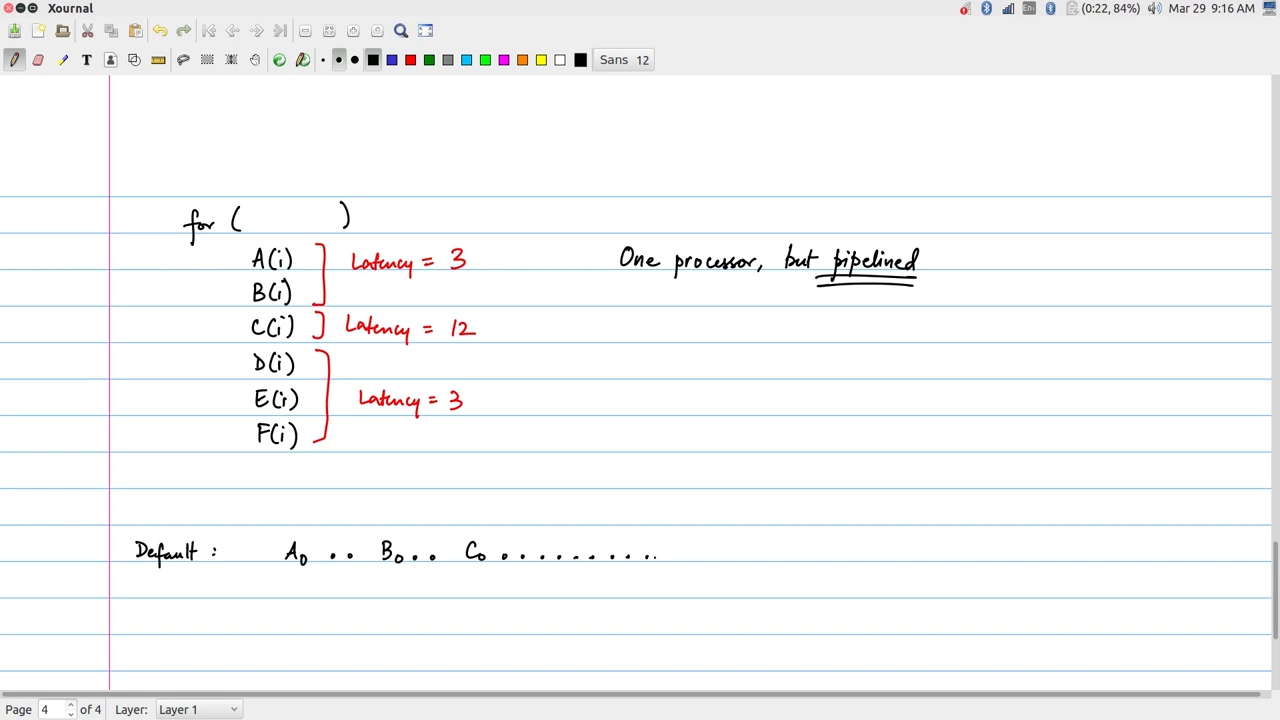 Xournal
(0:22, 84%) Mar 29 9:16 AM
Sans 12
for ( )
A(i) Latency = 3 One processor, but pipelined
B(i)
C(i) Latency = 12
D(i)
E(i) Latency = 3
F(i)
Default : A0 .. B0 .. C0 ...........
Page 4 of 4 Layer: Layer 1